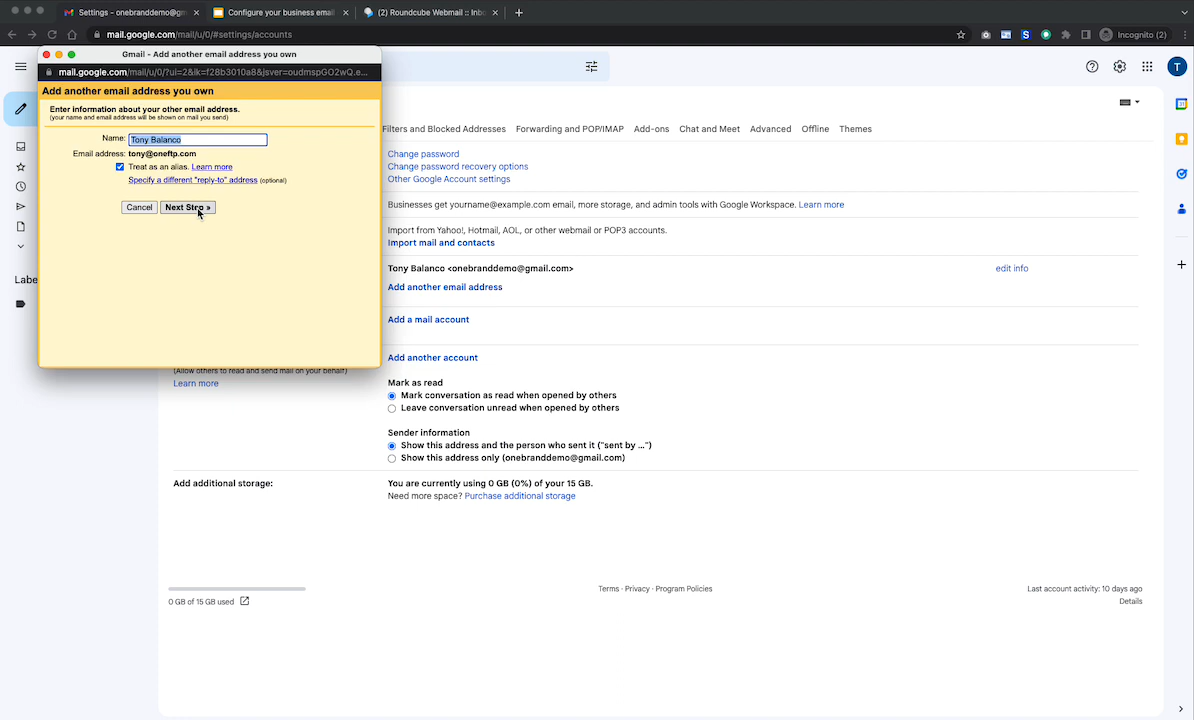 Settings - onebranddemo@gm
Configure your business email
(2) Roundcube Webmail :: Inbo
mail.google.com/mail/u/0/#settings/accounts
Incognito (2)
Gmail - Add another email address you own
mail.google.com/mail/u/0/?ui=2&ik=f28b3010a8&jsver=oudmspGO2wQ.e...
Add another email address you own
Enter information about your other email address.
(your name and email address will be shown on mail you send)
Name: Tony Balanco
Email address: tony@oneftp.com
Treat as an alias. Learn more
Specify a different "reply-to" address (optional)
Cancel Next Step »
T
Filters and Blocked Addresses Forwarding and POP/IMAP Add-ons Chat and Meet Advanced Offline Themes
Change password
Change password recovery options
Other Google Account settings
Businesses get yourname@example.com email, more storage, and admin tools with Google Workspace. Learn more
Import from Yahoo!, Hotmail, AOL, or other webmail or POP3 accounts.
Import mail and contacts
Tony Balanco <onebranddemo@gmail.com> edit info
Add another email address
Add a mail account
Add another account
Labe
(Allow others to read and send mail on your behalf)
Learn more
Mark as read
Mark conversation as read when opened by others
Leave conversation unread when opened by others
Sender information
Show this address and the person who sent it ("sent by ...")
Show this address only (onebranddemo@gmail.com)
Add additional storage: You are currently using 0 GB (0%) of your 15 GB.
Need more space? Purchase additional storage
0 GB of 15 GB used
Terms · Privacy · Program Policies
Last account activity: 10 days ago
Details